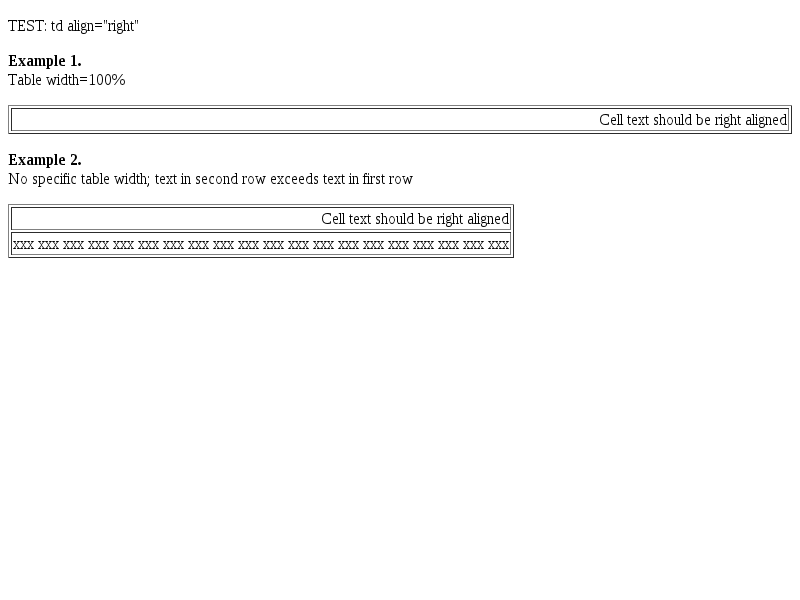 TEST: td align="right"
Example 1.
Table width=100%
Cell text should be right aligned
Example 2.
No specific table width; text in second row exceeds text in first row
Cell text should be right aligned
xxx xxx xxx xxx xxx xxx xxx xxx xxx xxx xxx xxx xxx xxx xxx xxx xxx xxx xxx xxx